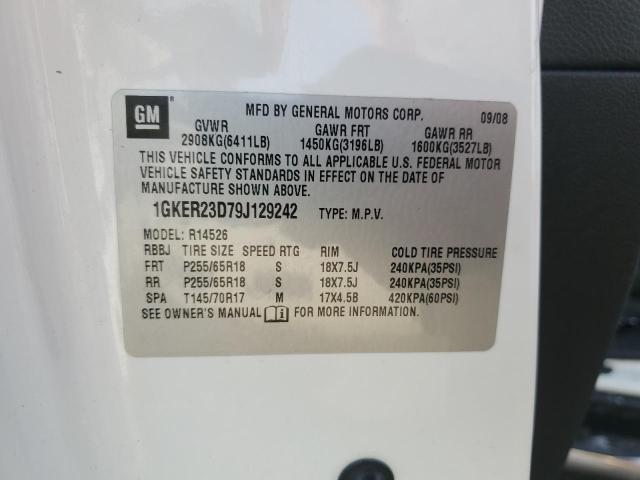 GM ® MFD BY GENERAL MOTORS CORP. 09/08
GVWR GAWR FRT GAWR RR
2908KG(6411LB) 1450KG(3196LB) 1600KG(3527LB)
THIS VEHICLE CONFORMS TO ALL APPLICABLE U.S. FEDERAL MOTOR
VEHICLE SAFETY STANDARDS IN EFFECT ON THE DATE OF
MANUFACTURE SHOWN ABOVE.
1GKER23D79J129242 TYPE: M.P.V.
MODEL: R14526
RBBJ TIRE SIZE SPEED RTG RIM COLD TIRE PRESSURE
FRT P255/65R18 S 18X7.5J 240KPA(35PSI)
RR P255/65R18 S 18X7.5J 240KPA(35PSI)
SPA T145/70R17 M 17X4.5B 420KPA(60PSI)
SEE OWNER'S MANUAL i FOR MORE INFORMATION.